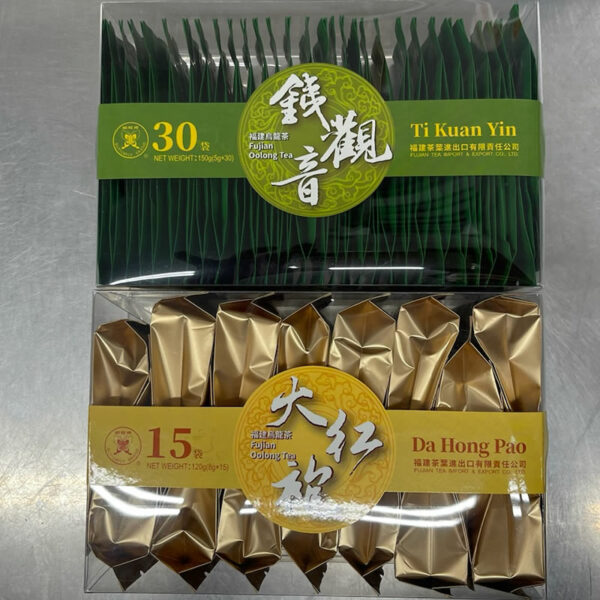 30袋
NET WEIGHT:150g(5g×30)
福建烏龍茶
Fujian
Oolong Tea
鉄觀音
Ti Kuan Yin
福建茶葉進出口有限責任公司
FUJIAN TEA IMPORT & EXPORT CO., LTD.
15袋
NET WEIGHT:120g(8g×15)
福建烏龍茶
Fujian
Oolong Tea
大红袍
Da Hong Pao
福建茶葉進出口有限責任公司
FUJIAN TEA IMPORT & EXPORT CO., LTD.